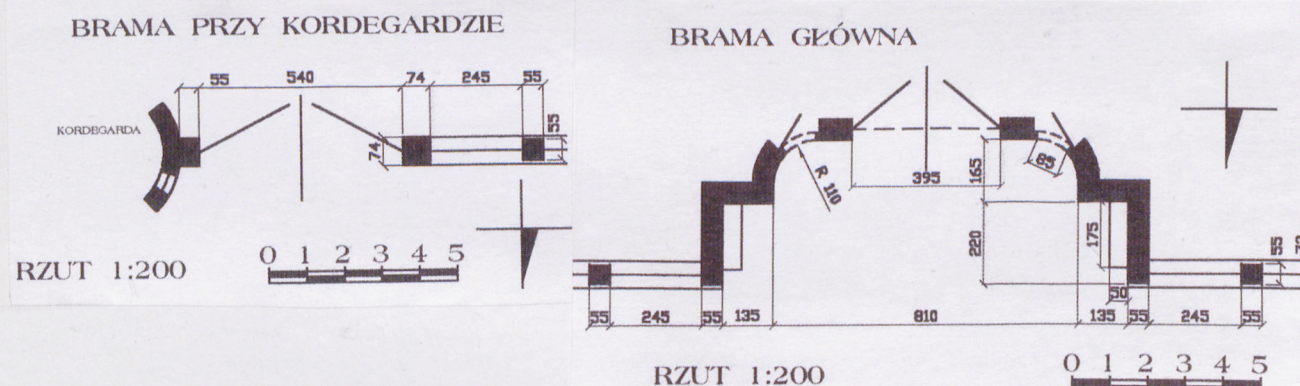 BRAMA PRZY KORDEGARDZIE
55 540 74 245 55
KORDEGARDA
74
55
RZUT 1:200
0 1 2 3 4 5
BRAMA GŁÓWNA
R 110
395
165
85
220
175
50
55
55 245 55 135 810 135 55 245 55
RZUT 1:200
0 1 2 3 4 5